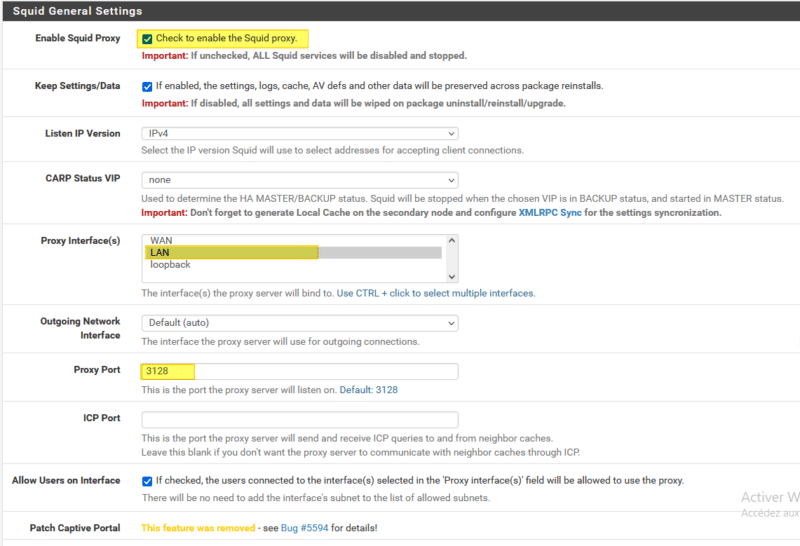 Squid General Settings
Enable Squid Proxy
Check to enable the Squid proxy.
Important: If unchecked, ALL Squid services will be disabled and stopped.
Keep Settings/Data
If enabled, the settings, logs, cache, AV defs and other data will be preserved across package reinstalls.
Important: If disabled, all settings and data will be wiped on package uninstall/reinstall/upgrade.
Listen IP Version
IPv4
Select the IP version Squid will use to select addresses for accepting client connections.
CARP Status VIP
none
Used to determine the HA MASTER/BACKUP status. Squid will be stopped when the chosen VIP is in BACKUP status, and started in MASTER status.
Important: Don't forget to generate Local Cache on the secondary node and configure XMLRPC Sync for the settings syncronization.
Proxy Interface(s)
WAN
LAN
loopback
The interface(s) the proxy server will bind to. Use CTRL + click to select multiple interfaces.
Outgoing Network
Interface
Default (auto)
The interface the proxy server will use for outgoing connections.
Proxy Port
3128
This is the port the proxy server will listen on. Default: 3128
ICP Port
This is the port the proxy server will send and receive ICP queries to and from neighbor caches.
Leave this blank if you don't want the proxy server to communicate with neighbor caches through ICP.
Allow Users on Interface
If checked, the users connected to the interface(s) selected in the 'Proxy interface(s)' field will be allowed to use the proxy.
There will be no need to add the interface's subnet to the list of allowed subnets.
Activer W
Accédez aux
Patch Captive Portal
This feature was removed - see Bug #5594 for details!